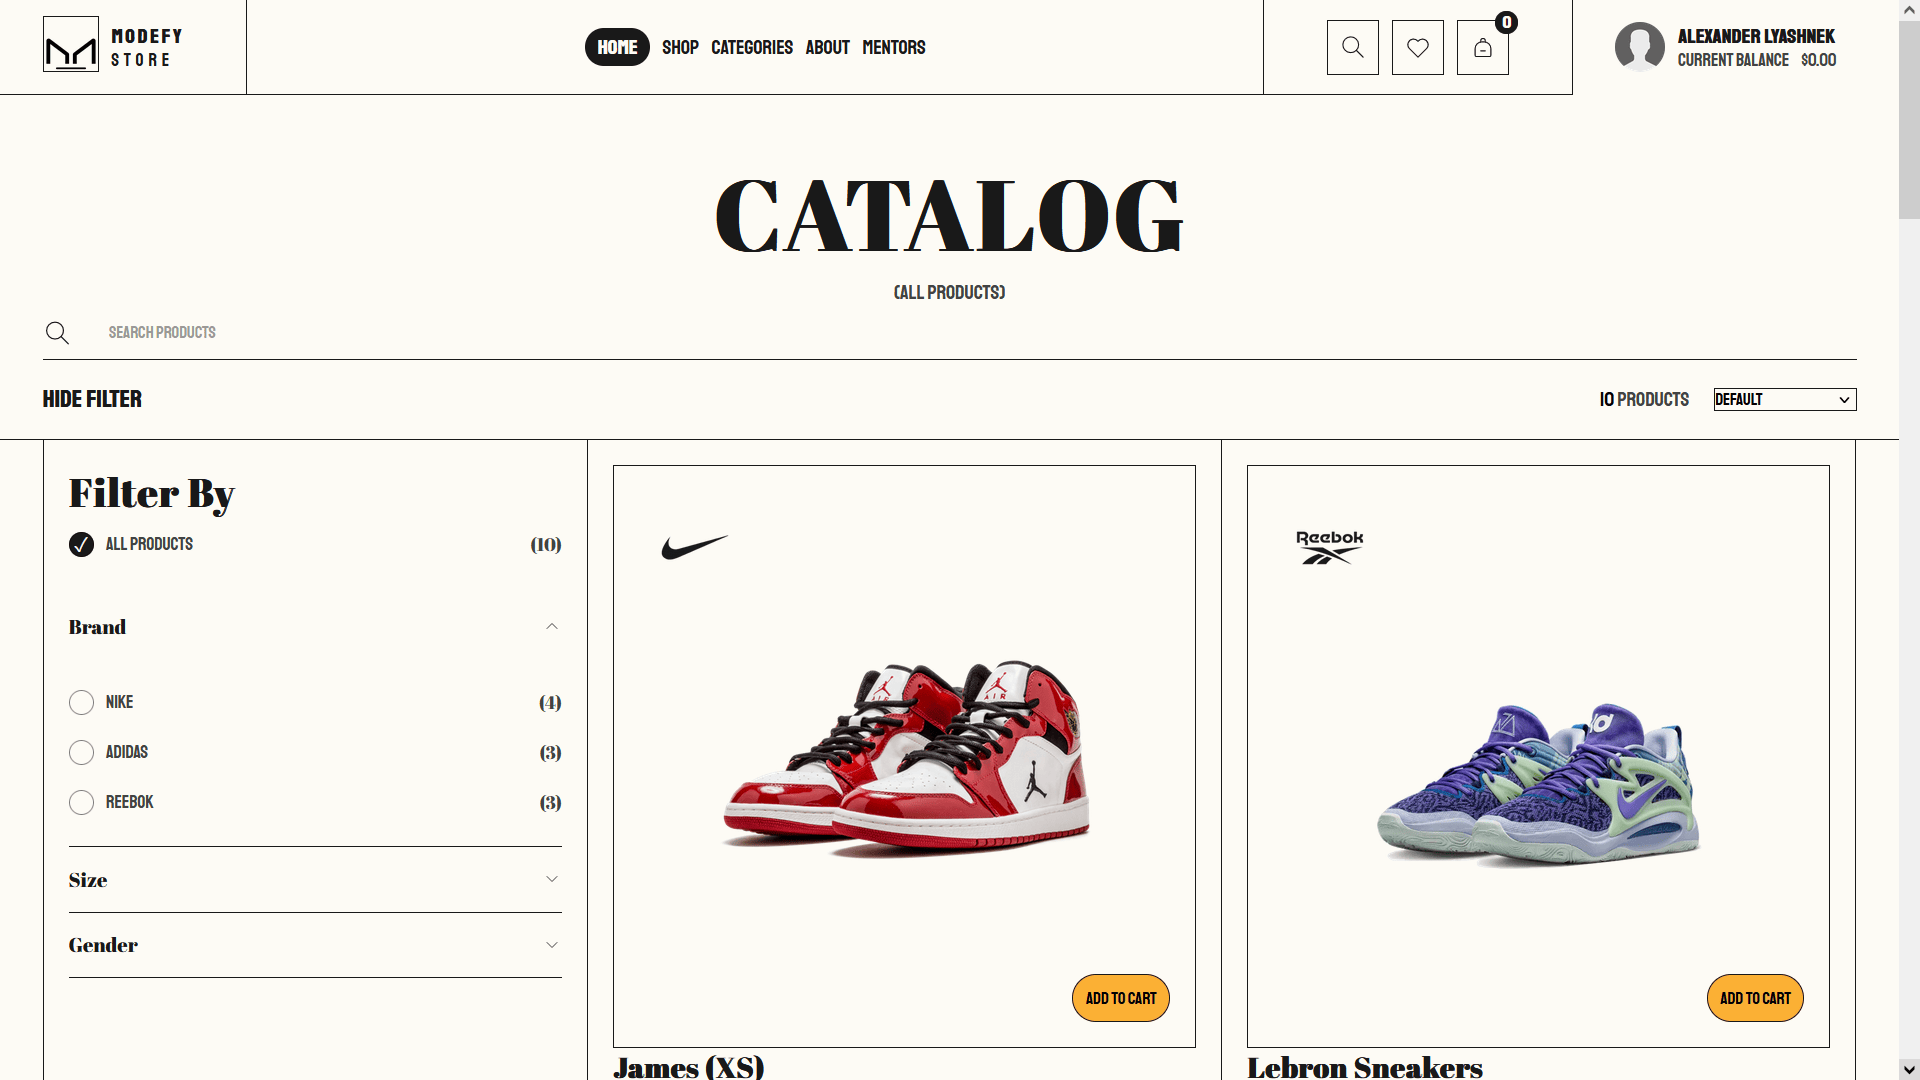 MODEFY
STORE
HOME SHOP CATEGORIES ABOUT MENTORS
0
ALEXANDER LYASHNEK
CURRENT BALANCE $0.00
CATALOG
(ALL PRODUCTS)
SEARCH PRODUCTS
HIDE FILTER
10 PRODUCTS
DEFAULT
Filter By
ALL PRODUCTS (10)
Brand
NIKE (4)
ADIDAS (3)
REEBOK (3)
Size
Gender
AIR
AIR
ADD TO CART
James (XS)
Reebok
ADD TO CART
Lebron Sneakers